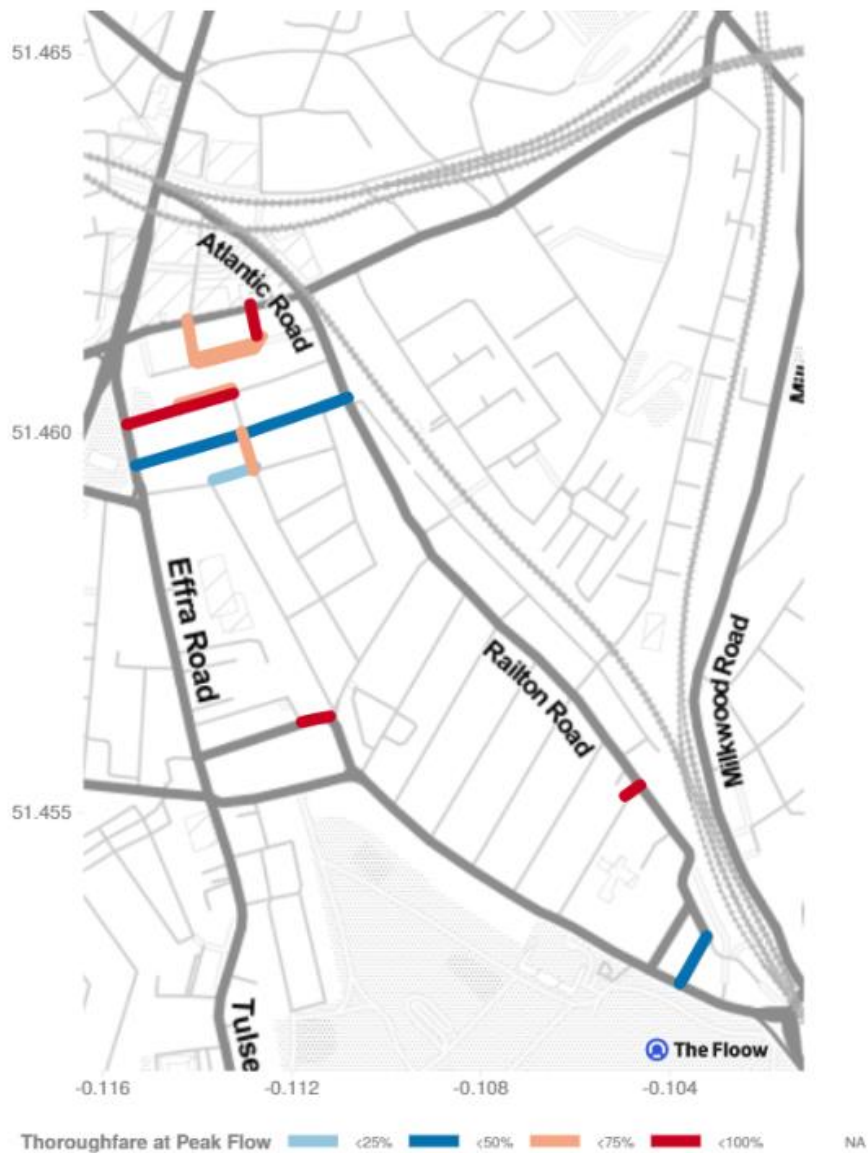 51.465
Atlantic Road
51.460
Effra Road
Railton Road
Milkwood Road
51.455
Tulse
The Floow
-0.116 -0.112 -0.108 -0.104
Thoroughfare at Peak Flow <25% <50% <75% <100% NA